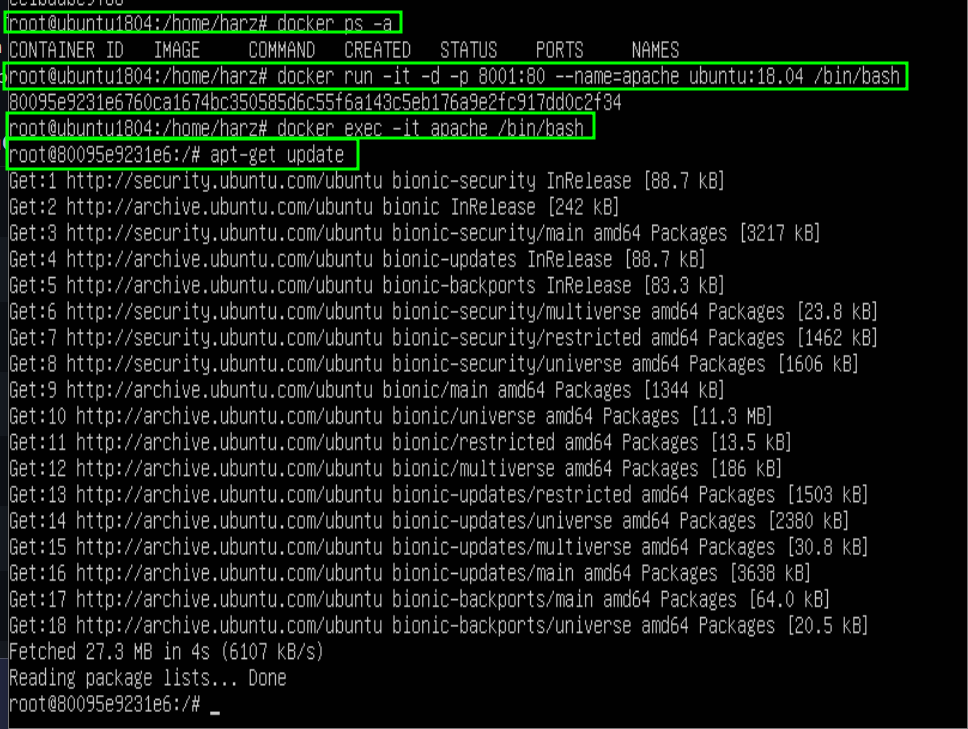 root@ubuntu1804:/home/harz# docker ps -a
CONTAINER ID   IMAGE     COMMAND   CREATED   STATUS    PORTS     NAMES
root@ubuntu1804:/home/harz# docker run -it -d -p 8001:80 --name=apache ubuntu:18.04 /bin/bash
80095e9231e6760ca1674bc350585d6c55f6a143c5eb176a9e2fc917dd0c2f34
root@ubuntu1804:/home/harz# docker exec -it apache /bin/bash
root@80095e9231e6:/# apt-get update
Get:1 http://security.ubuntu.com/ubuntu bionic-security InRelease [88.7 kB]
Get:2 http://archive.ubuntu.com/ubuntu bionic InRelease [242 kB]
Get:3 http://security.ubuntu.com/ubuntu bionic-security/main amd64 Packages [3217 kB]
Get:4 http://archive.ubuntu.com/ubuntu bionic-updates InRelease [88.7 kB]
Get:5 http://archive.ubuntu.com/ubuntu bionic-backports InRelease [83.3 kB]
Get:6 http://security.ubuntu.com/ubuntu bionic-security/multiverse amd64 Packages [23.8 kB]
Get:7 http://security.ubuntu.com/ubuntu bionic-security/restricted amd64 Packages [1462 kB]
Get:8 http://security.ubuntu.com/ubuntu bionic-security/universe amd64 Packages [1606 kB]
Get:9 http://archive.ubuntu.com/ubuntu bionic/main amd64 Packages [1344 kB]
Get:10 http://archive.ubuntu.com/ubuntu bionic/universe amd64 Packages [11.3 MB]
Get:11 http://archive.ubuntu.com/ubuntu bionic/restricted amd64 Packages [13.5 kB]
Get:12 http://archive.ubuntu.com/ubuntu bionic/multiverse amd64 Packages [186 kB]
Get:13 http://archive.ubuntu.com/ubuntu bionic-updates/restricted amd64 Packages [1503 kB]
Get:14 http://archive.ubuntu.com/ubuntu bionic-updates/universe amd64 Packages [2380 kB]
Get:15 http://archive.ubuntu.com/ubuntu bionic-updates/multiverse amd64 Packages [30.8 kB]
Get:16 http://archive.ubuntu.com/ubuntu bionic-updates/main amd64 Packages [3638 kB]
Get:17 http://archive.ubuntu.com/ubuntu bionic-backports/main amd64 Packages [64.0 kB]
Get:18 http://archive.ubuntu.com/ubuntu bionic-backports/universe amd64 Packages [20.5 kB]
Fetched 27.3 MB in 4s (6107 kB/s)
Reading package lists... Done
root@80095e9231e6:/# _